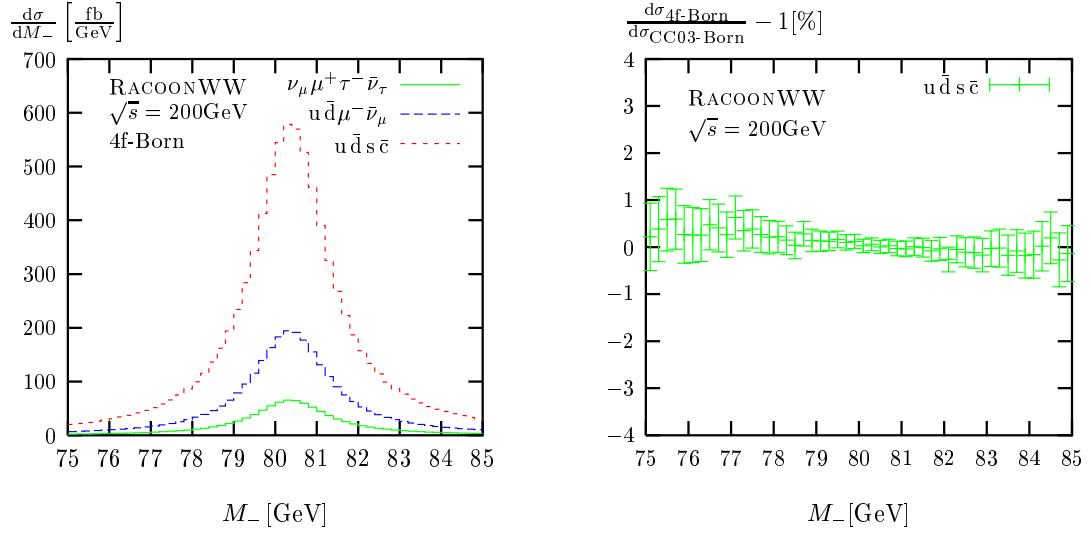 dσ/dM₋ [fb/GeV]
700
600
500
400
300
200
100
0
RACOONWW
√s = 200GeV
4f-Born
ν_μ μ⁺ τ⁻ ν̄_τ
u d̄ μ⁻ ν̄_μ
u d̄ s c̄
75 76 77 78 79 80 81 82 83 84 85
M₋[GeV]
dσ4f-Born/dσCC03-Born − 1[%]
4
3
2
1
0
−1
−2
−3
−4
RACOONWW
√s = 200GeV
u d̄ s c̄
75 76 77 78 79 80 81 82 83 84 85
M₋[GeV]